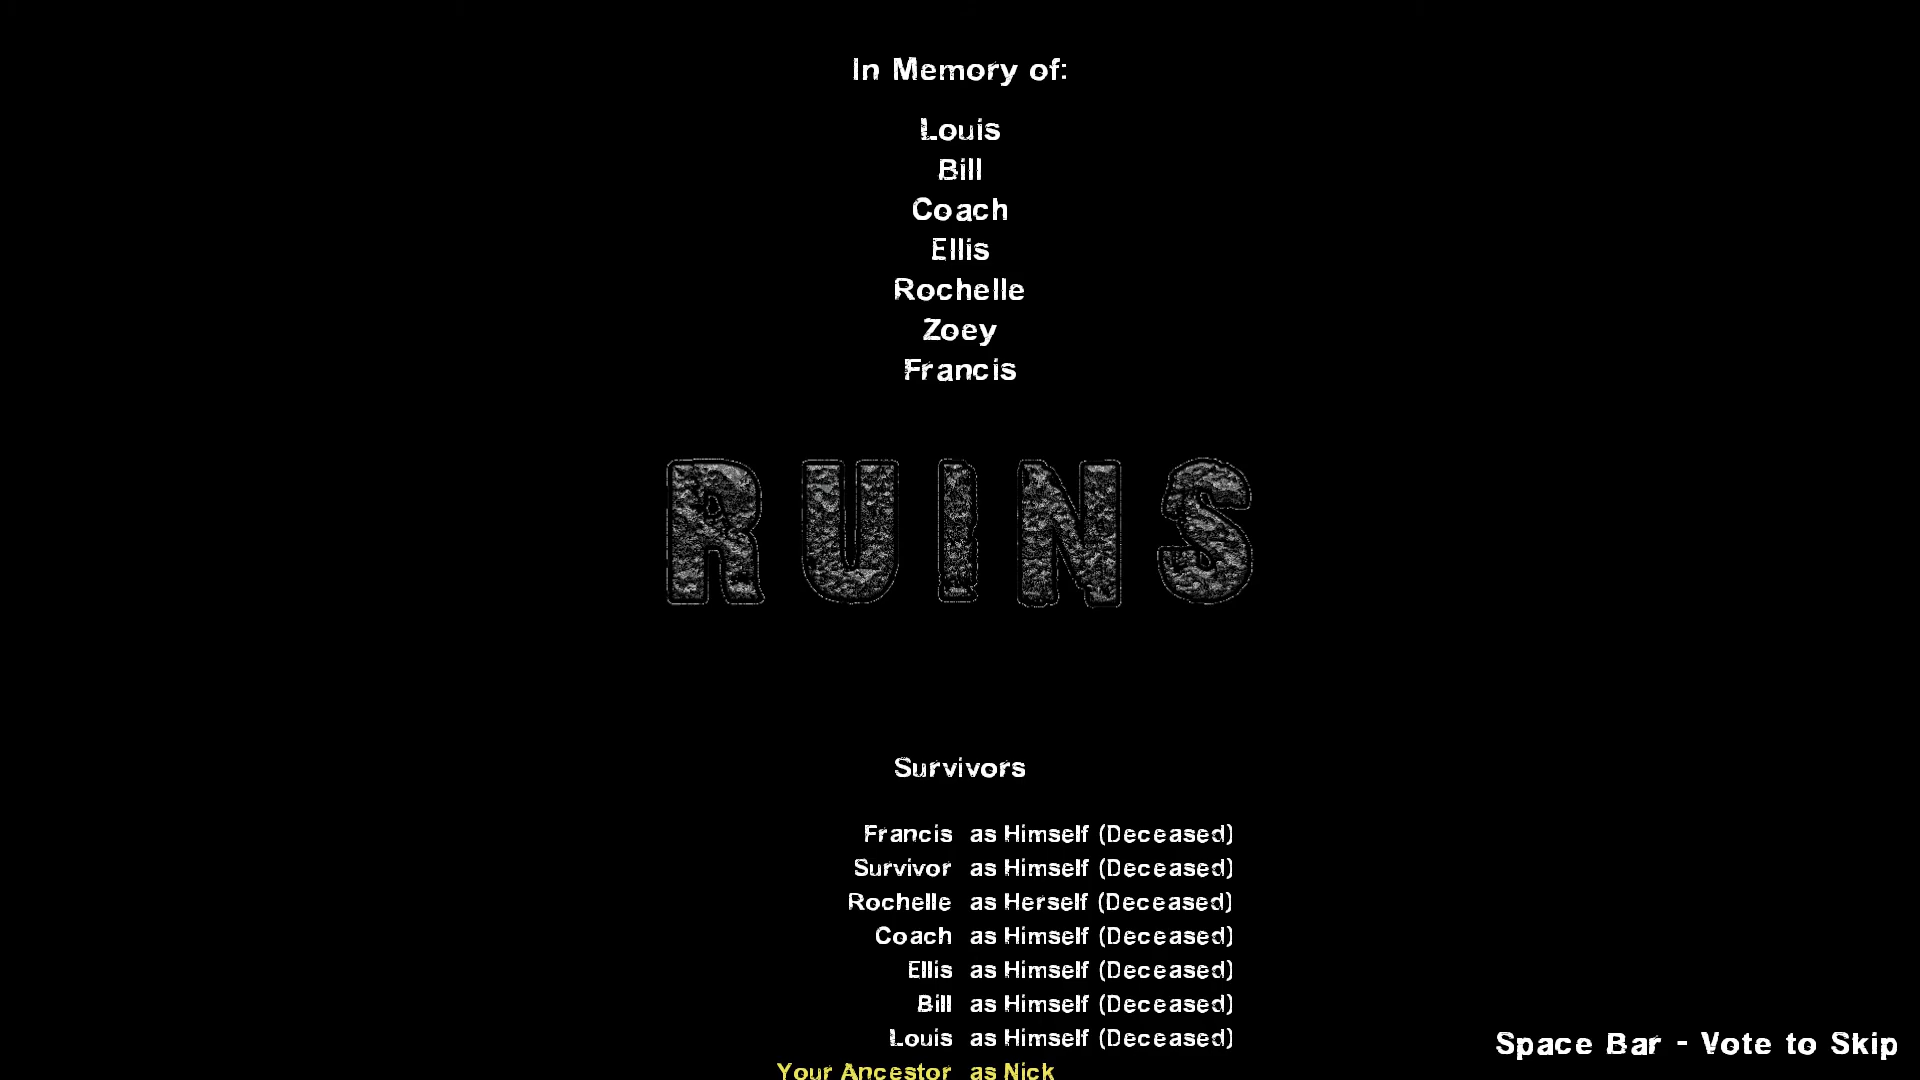 In Memory of:
Louis
Bill
Coach
Ellis
Rochelle
Zoey
Francis
RUINS
Survivors
Francis as Himself (Deceased)
Survivor as Himself (Deceased)
Rochelle as Herself (Deceased)
Coach as Himself (Deceased)
Ellis as Himself (Deceased)
Bill as Himself (Deceased)
Louis as Himself (Deceased)
Your Ancestor as Nick
Space Bar - Vote to Skip